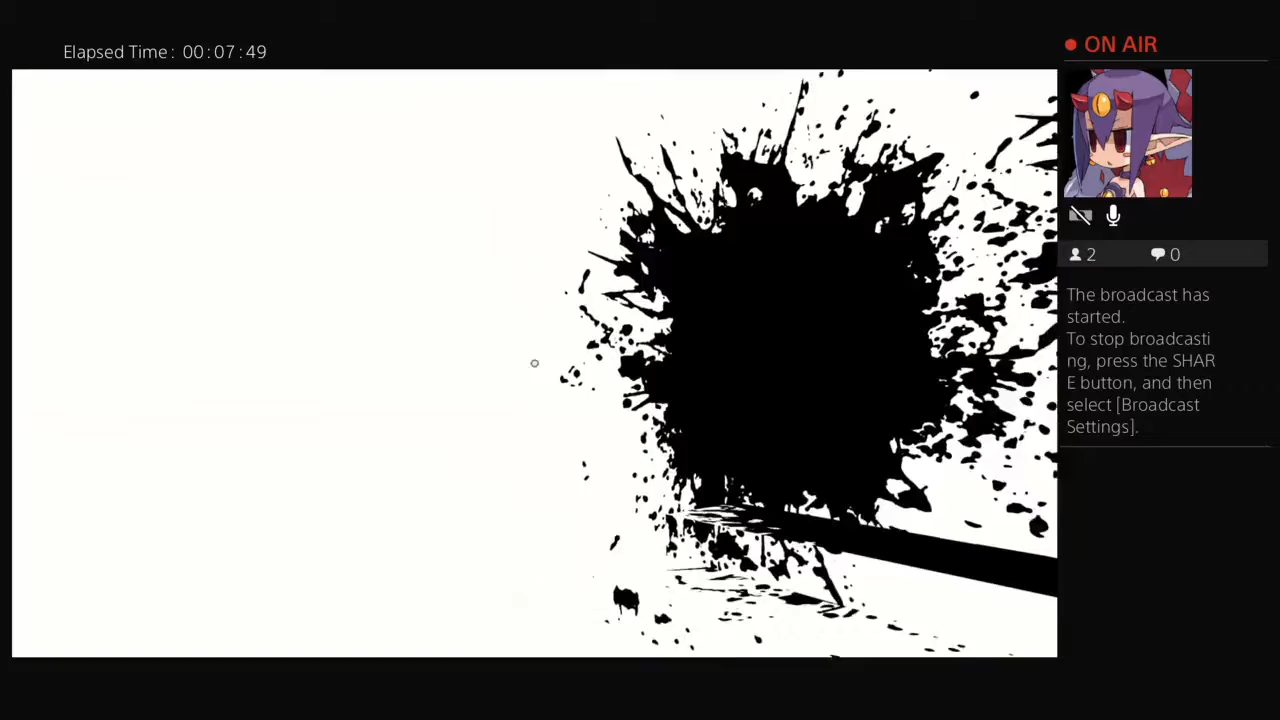 Elapsed Time: 00:07:49
ON AIR
2
0
The broadcast has
started.
To stop broadcasti
ng, press the SHAR
E button, and then
select [Broadcast
Settings].